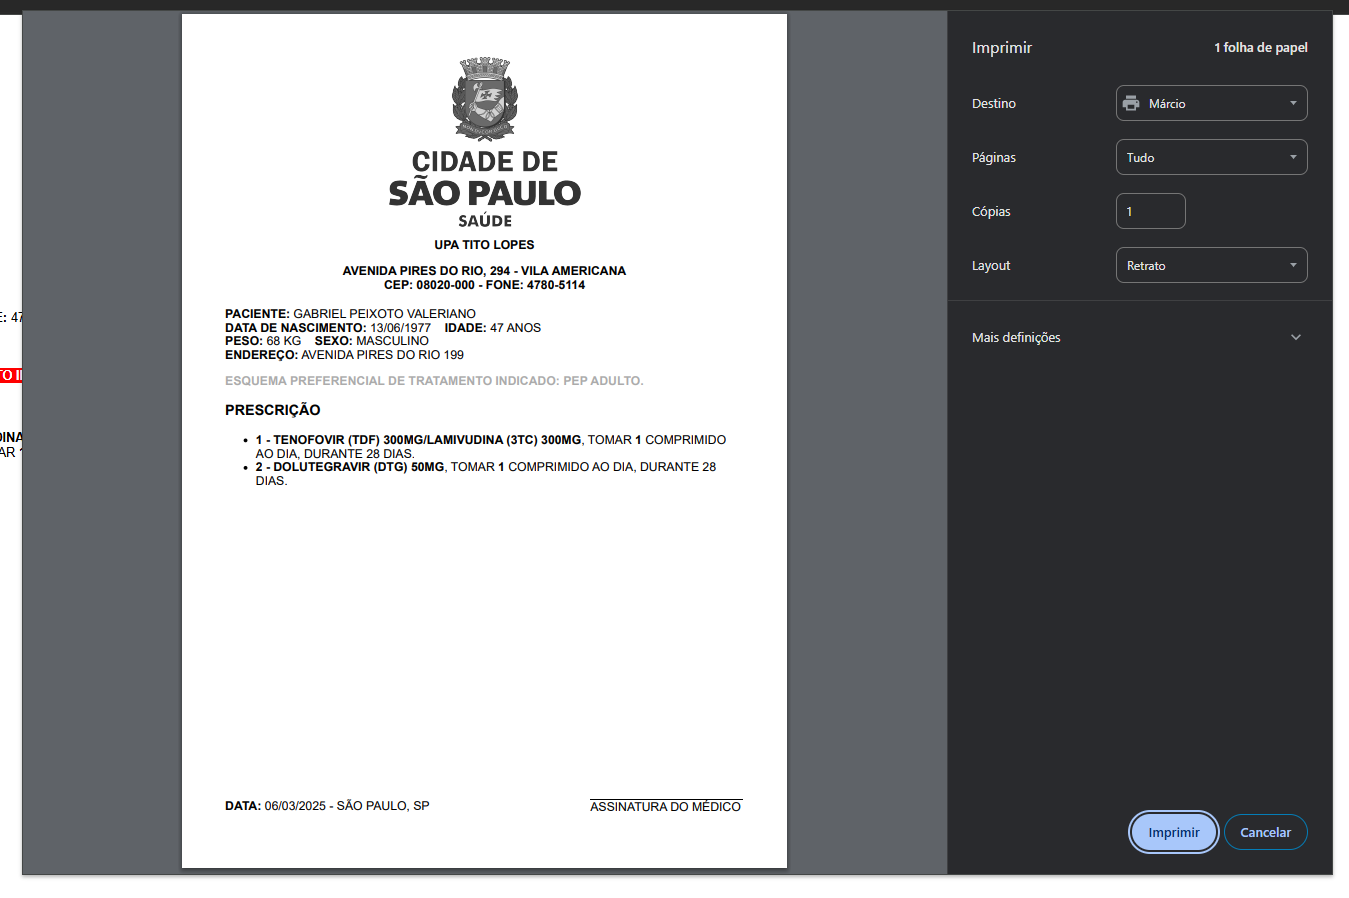 CIDADE DE
SÃO PAULO
SAÚDE
UPA TITO LOPES
AVENIDA PIRES DO RIO, 294 - VILA AMERICANA
CEP: 08020-000 - FONE: 4780-5114
PACIENTE: GABRIEL PEIXOTO VALERIANO
DATA DE NASCIMENTO: 13/06/1977 IDADE: 47 ANOS
PESO: 68 KG SEXO: MASCULINO
ENDEREÇO: AVENIDA PIRES DO RIO 199
ESQUEMA PREFERENCIAL DE TRATAMENTO INDICADO: PEP ADULTO.
PRESCRIÇÃO
• 1 - TENOFOVIR (TDF) 300MG/LAMIVUDINA (3TC) 300MG, TOMAR 1 COMPRIMIDO
AO DIA, DURANTE 28 DIAS.
• 2 - DOLUTEGRAVIR (DTG) 50MG, TOMAR 1 COMPRIMIDO AO DIA, DURANTE 28
DIAS.
DATA: 06/03/2025 - SÃO PAULO, SP
ASSINATURA DO MÉDICO
Imprimir
1 folha de papel
Destino
Márcio
Páginas
Tudo
Cópias
1
Layout
Retrato
Mais definições
Imprimir
Cancelar